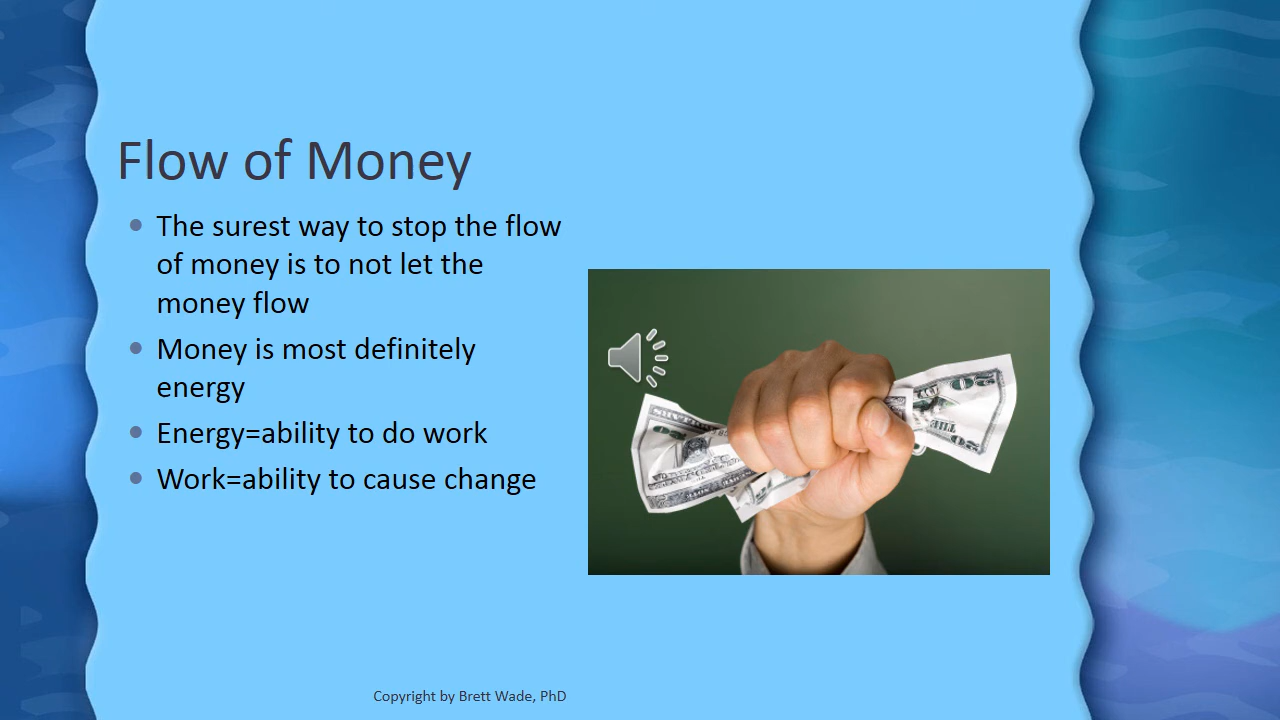 Flow of Money
The surest way to stop the flow
of money is to not let the
money flow
Money is most definitely
energy
Energy=ability to do work
Work=ability to cause change
Copyright by Brett Wade, PhD